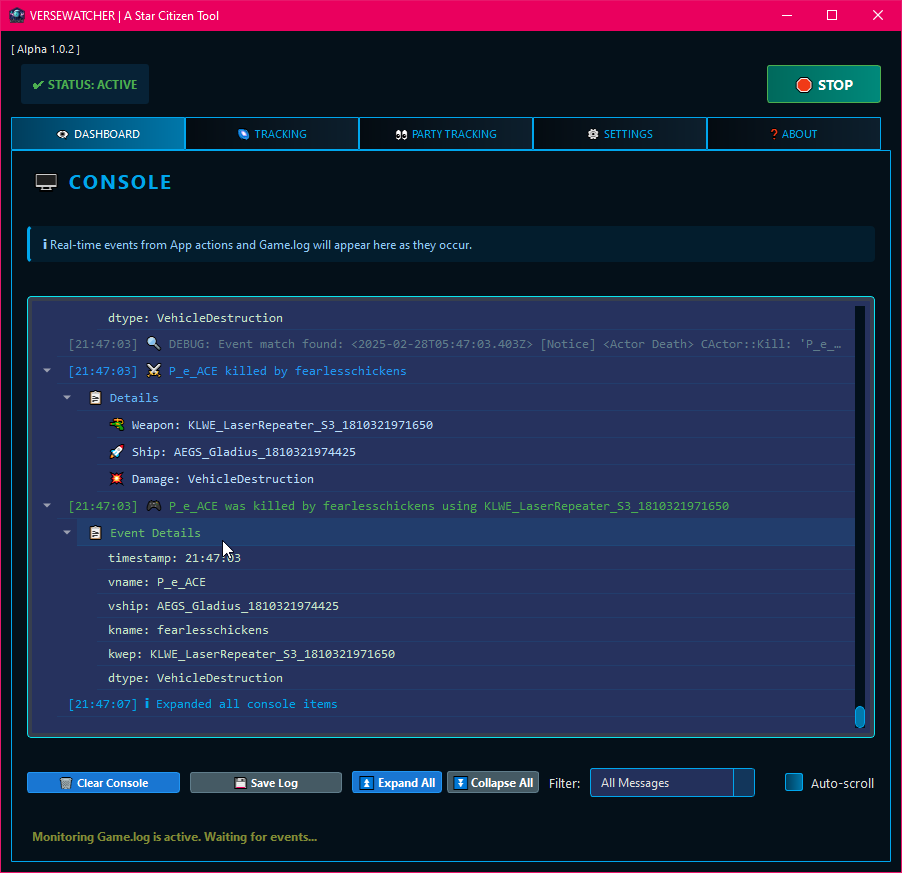 VERSEWATCHER | A Star Citizen Tool
[ Alpha 1.0.2 ]
✔ STATUS: ACTIVE
STOP
DASHBOARD
TRACKING
PARTY TRACKING
SETTINGS
? ABOUT
CONSOLE
i Real-time events from App actions and Game.log will appear here as they occur.
dtype: VehicleDestruction
[21:47:03] DEBUG: Event match found: <2025-02-28T05:47:03.403Z> [Notice] <Actor Death> CActor::Kill: 'P_e_…
[21:47:03] P_e_ACE killed by fearlesschickens
Details
Weapon: KLWE_LaserRepeater_S3_1810321971650
Ship: AEGS_Gladius_1810321974425
Damage: VehicleDestruction
[21:47:03] P_e_ACE was killed by fearlesschickens using KLWE_LaserRepeater_S3_1810321971650
Event Details
timestamp: 21:47:03
vname: P_e_ACE
vship: AEGS_Gladius_1810321974425
kname: fearlesschickens
kwep: KLWE_LaserRepeater_S3_1810321971650
dtype: VehicleDestruction
[21:47:07] i Expanded all console items
Clear Console
Save Log
Expand All
Collapse All
Filter:
All Messages
Auto-scroll
Monitoring Game.log is active. Waiting for events...